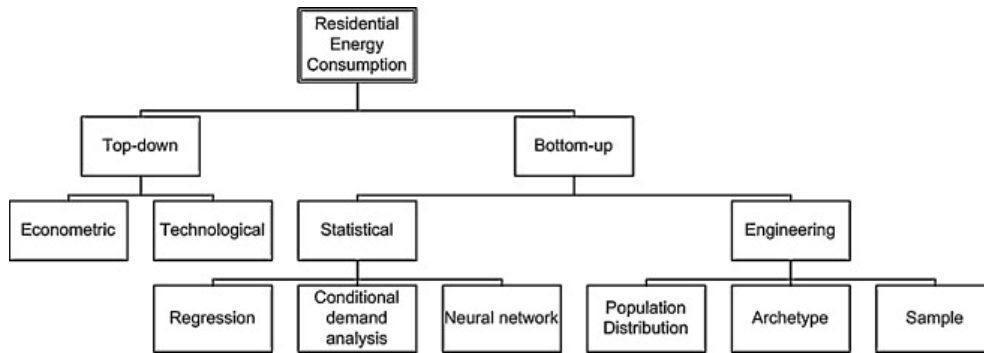 Residential
Energy
Consumption
Top-down
Bottom-up
Econometric
Technological
Statistical
Engineering
Regression
Conditional
demand
analysis
Neural network
Population
Distribution
Archetype
Sample